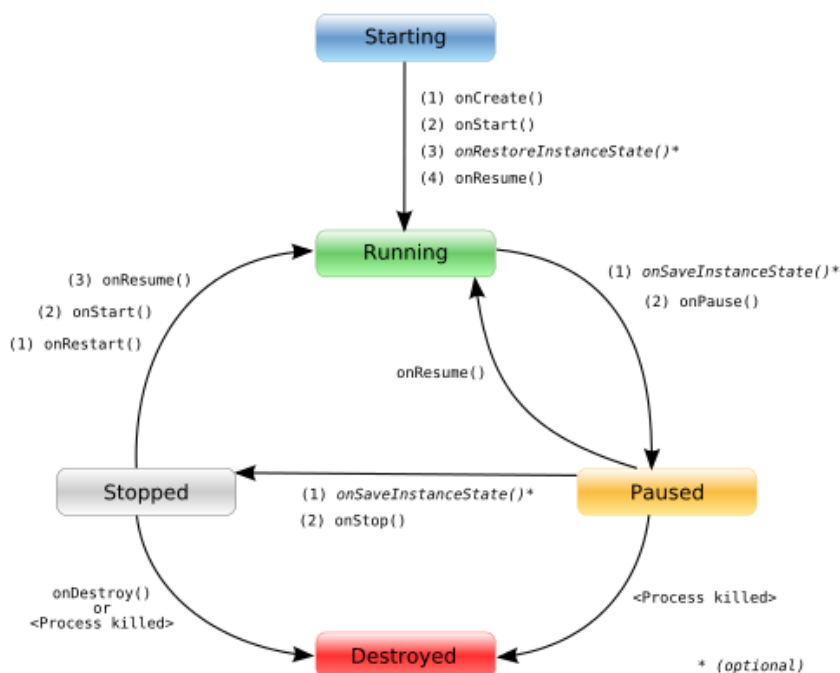 Starting
(1) onCreate()
(2) onStart()
(3) onRestoreInstanceState()*
(4) onResume()
Running
(3) onResume()
(2) onStart()
(1) onRestart()
(1) onSaveInstanceState()*
(2) onPause()
onResume()
Stopped
(1) onSaveInstanceState()*
(2) onStop()
Paused
onDestroy()
or
<Process killed>
<Process killed>
Destroyed
* (optional)